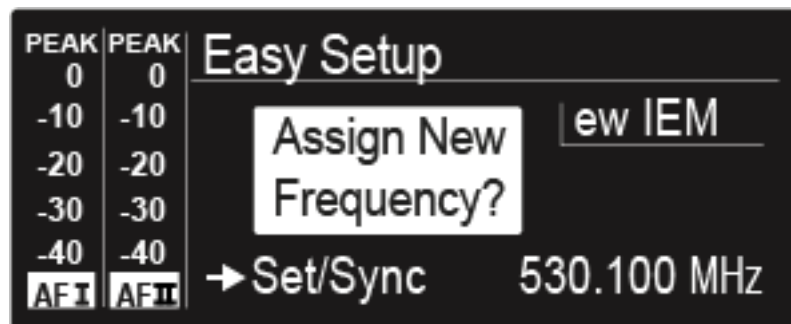 PEAK PEAK
0 0
-10 -10
-20 -20
-30 -30
-40 -40
AF I AF II
Easy Setup
ew IEM
Assign New
Frequency?
Set/Sync 530.100 MHz